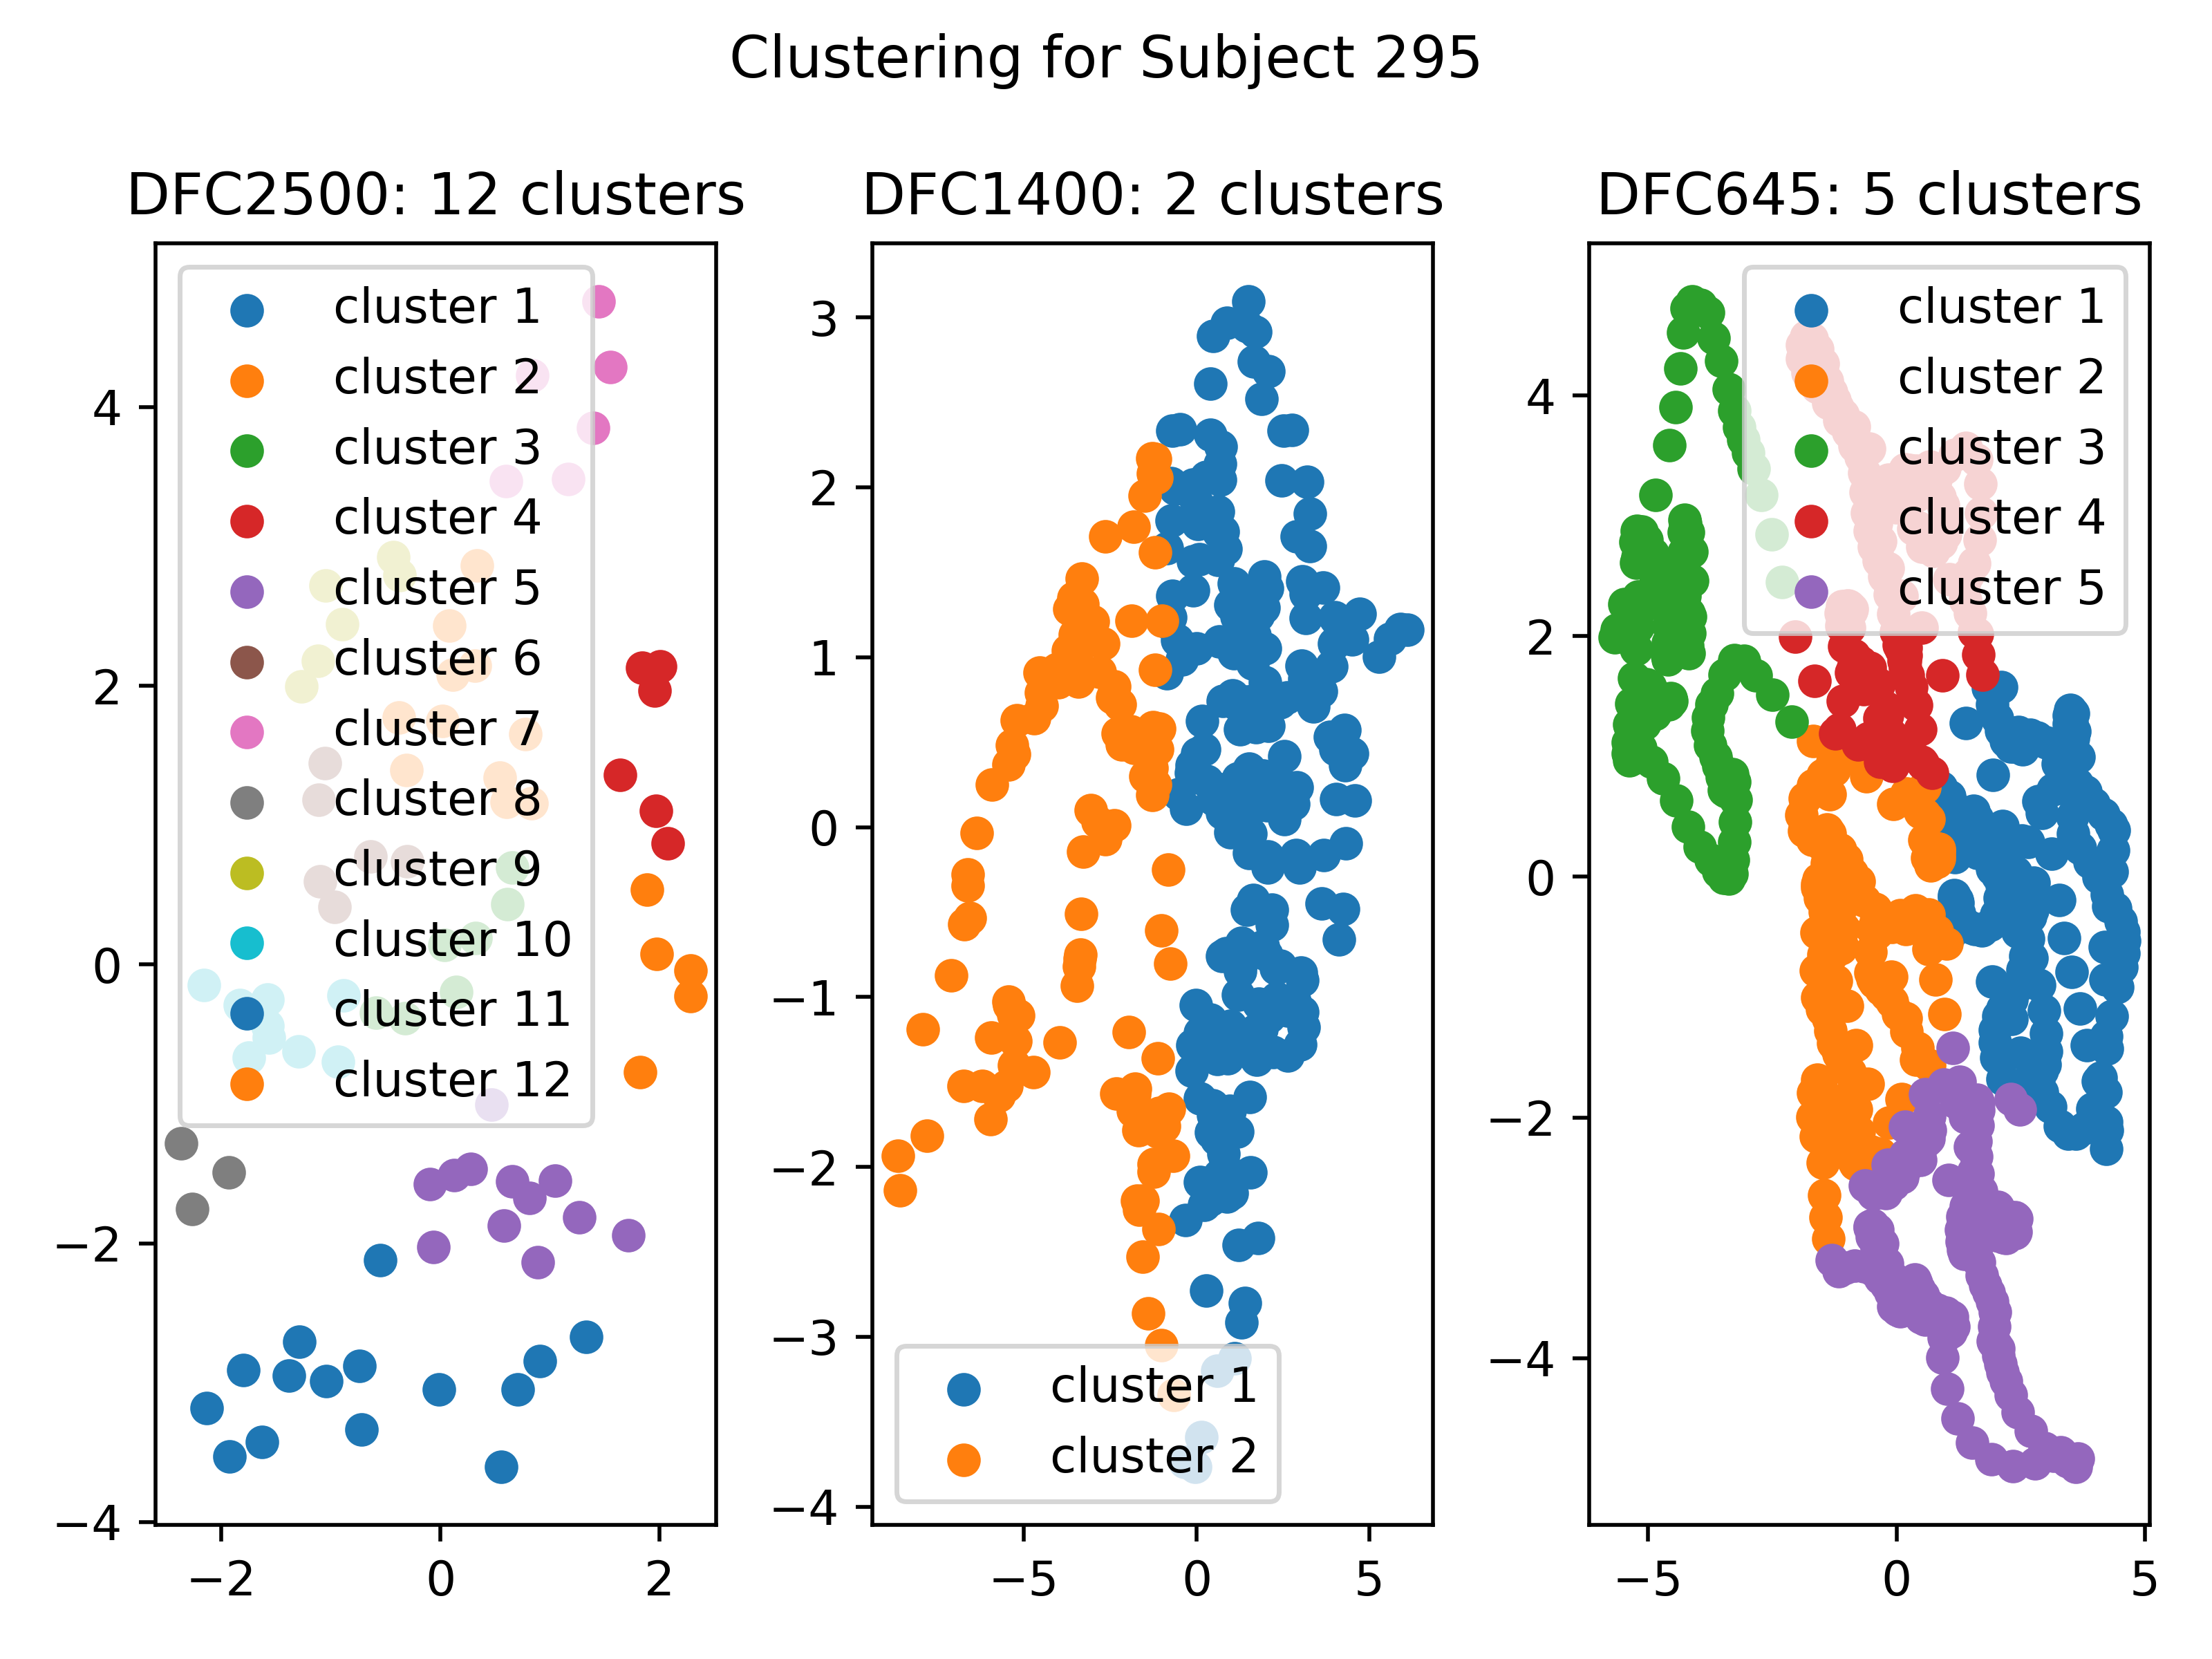 Clustering for Subject 295
DFC2500: 12 clusters
cluster 1
cluster 2
cluster 3
cluster 4
cluster 5
cluster 6
cluster 7
cluster 8
cluster 9
cluster 10
cluster 11
cluster 12
4
2
0
−2
−4
−2
0
2
DFC1400: 2 clusters
3
2
1
0
−1
−2
−3
−4
cluster 1
cluster 2
−5
0
5
DFC645: 5 clusters
cluster 1
cluster 2
cluster 3
cluster 4
cluster 5
4
2
0
−2
−4
−5
0
5